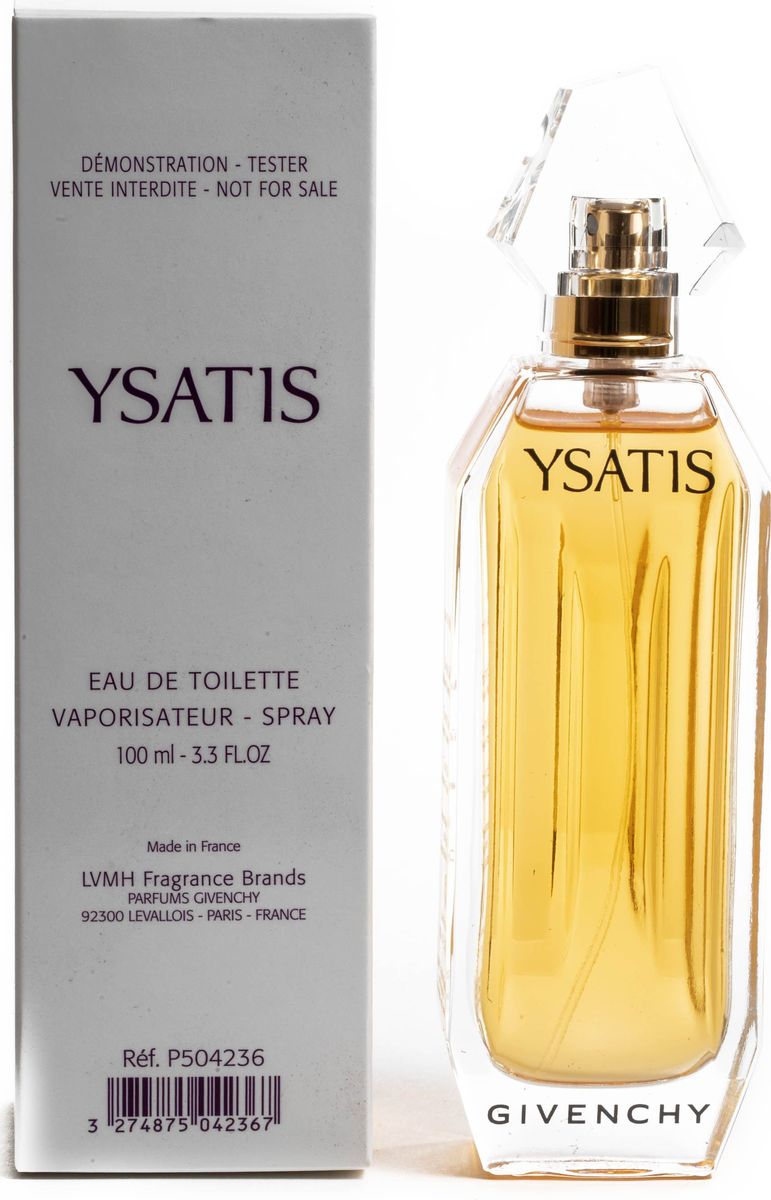 DÉMONSTRATION - TESTER
VENTE INTERDITE - NOT FOR SALE
YSATIS
EAU DE TOILETTE
VAPORISATEUR - SPRAY
100 ml - 3.3 FL.OZ
Made in France
LVMH Fragrance Brands
PARFUMS GIVENCHY
92300 LEVALLOIS - PARIS - FRANCE
Réf. P504236
3 274875 042367
YSATIS
GIVENCHY